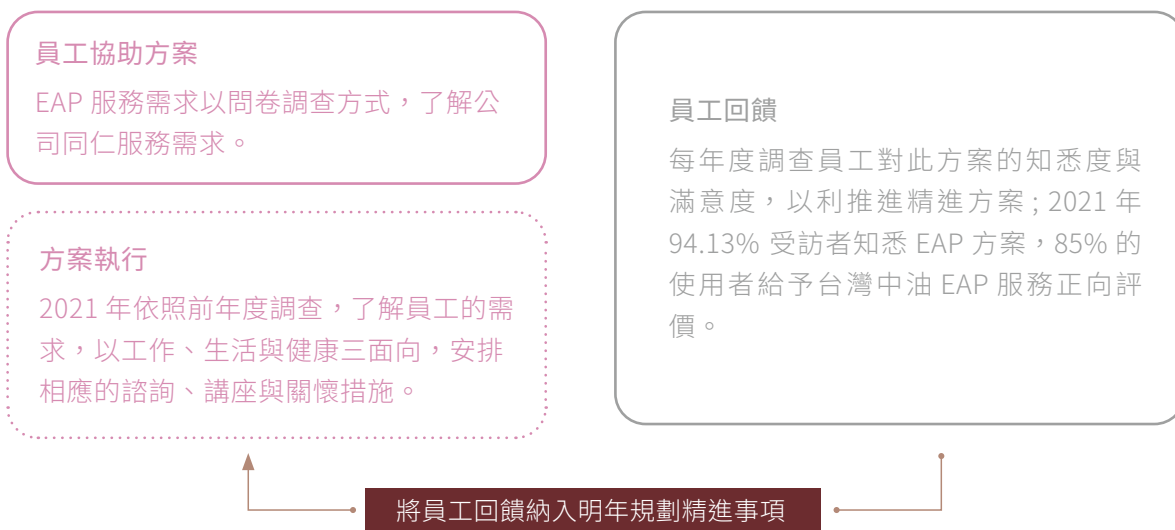 員工協助方案
EAP 服務需求以問卷調查方式，了解公
司同仁服務需求。
方案執行
2021 年依照前年度調查，了解員工的需
求，以工作、生活與健康三面向，安排
相應的諮詢、講座與關懷措施。
員工回饋
每年度調查員工對此方案的知悉度與
滿意度，以利推進精進方案 ; 2021 年
94.13% 受訪者知悉 EAP 方案，85% 的
使用者給予台灣中油 EAP 服務正向評
價。
將員工回饋納入明年規劃精進事項